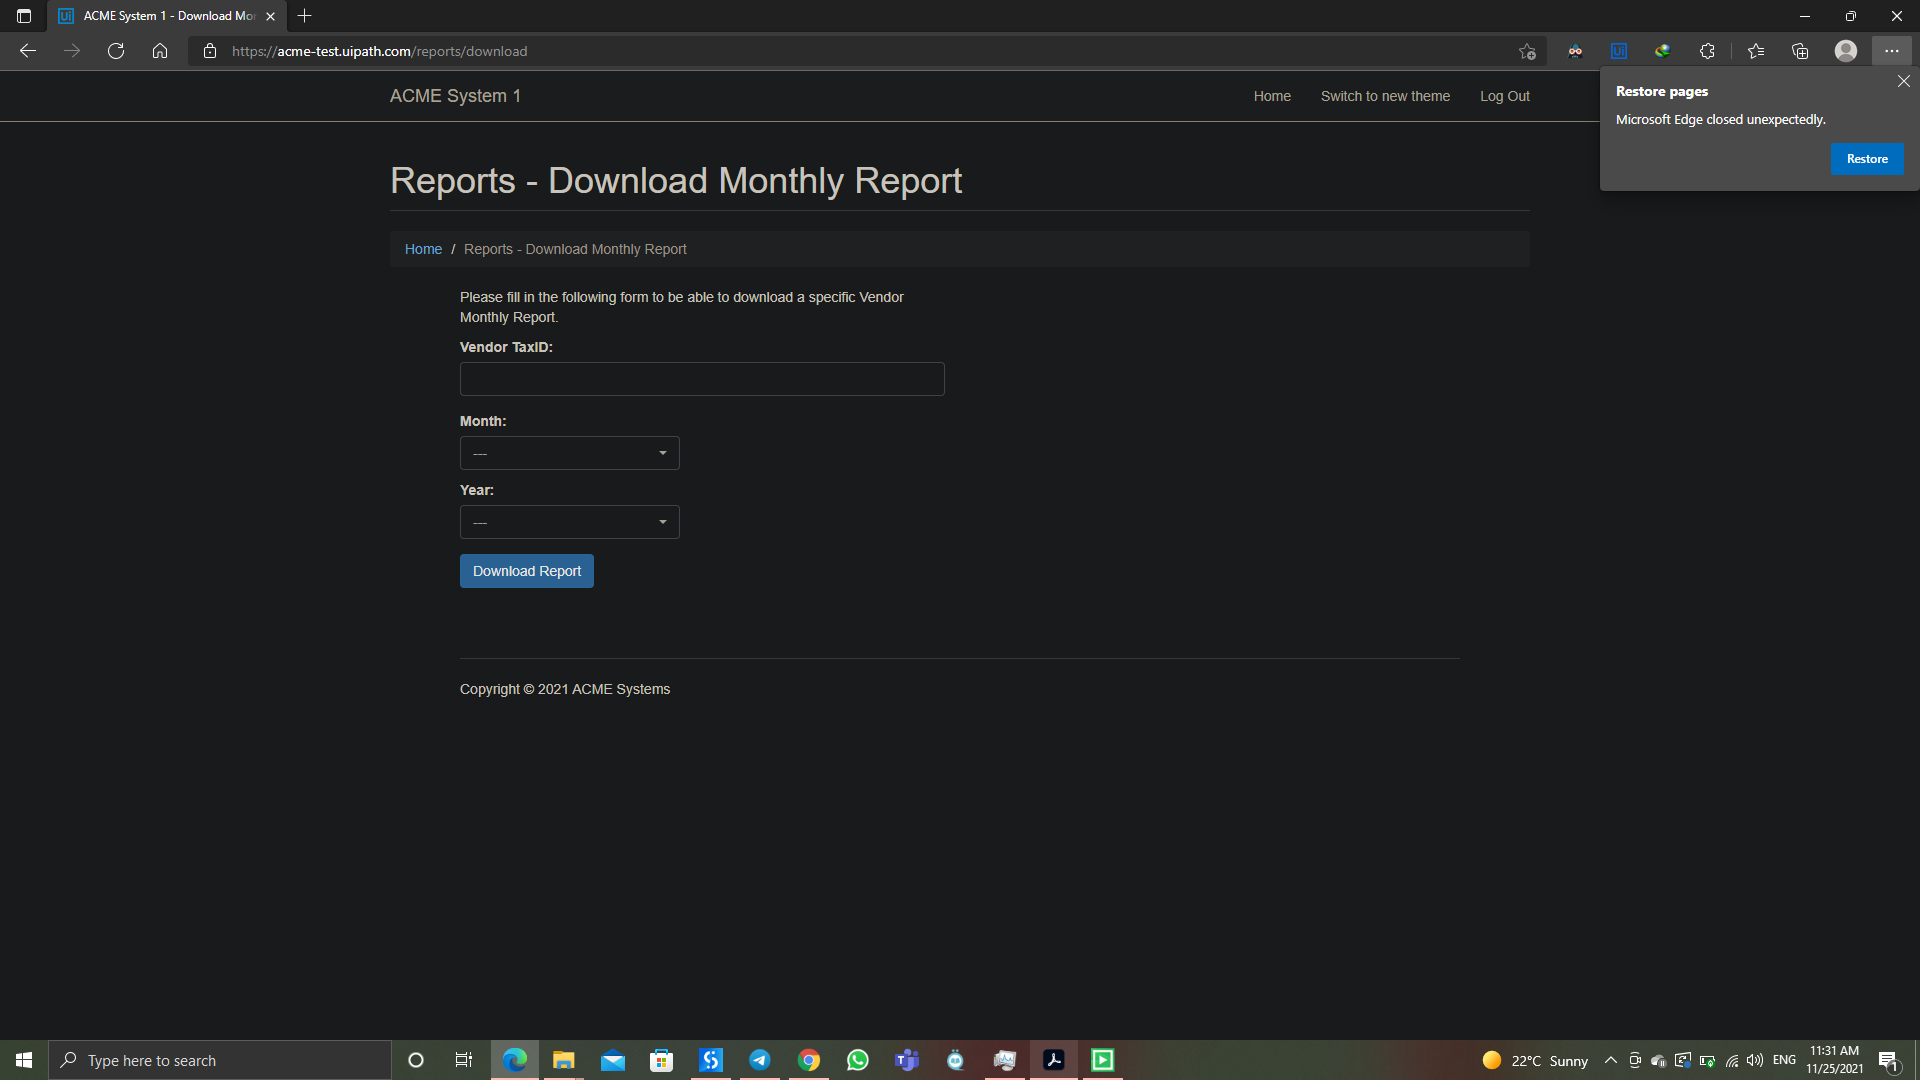 ACME System 1 - Download Mor
https://acme-test.uipath.com/reports/download
Restore pages
Microsoft Edge closed unexpectedly.
Restore
ACME System 1
Home
Switch to new theme
Log Out
Reports - Download Monthly Report
Home / Reports - Download Monthly Report
Please fill in the following form to be able to download a specific Vendor
Monthly Report.
Vendor TaxID:
Month:
---
Year:
---
Download Report
Copyright © 2021 ACME Systems
Type here to search
22°C Sunny
ENG
11:31 AM
11/25/2021
1